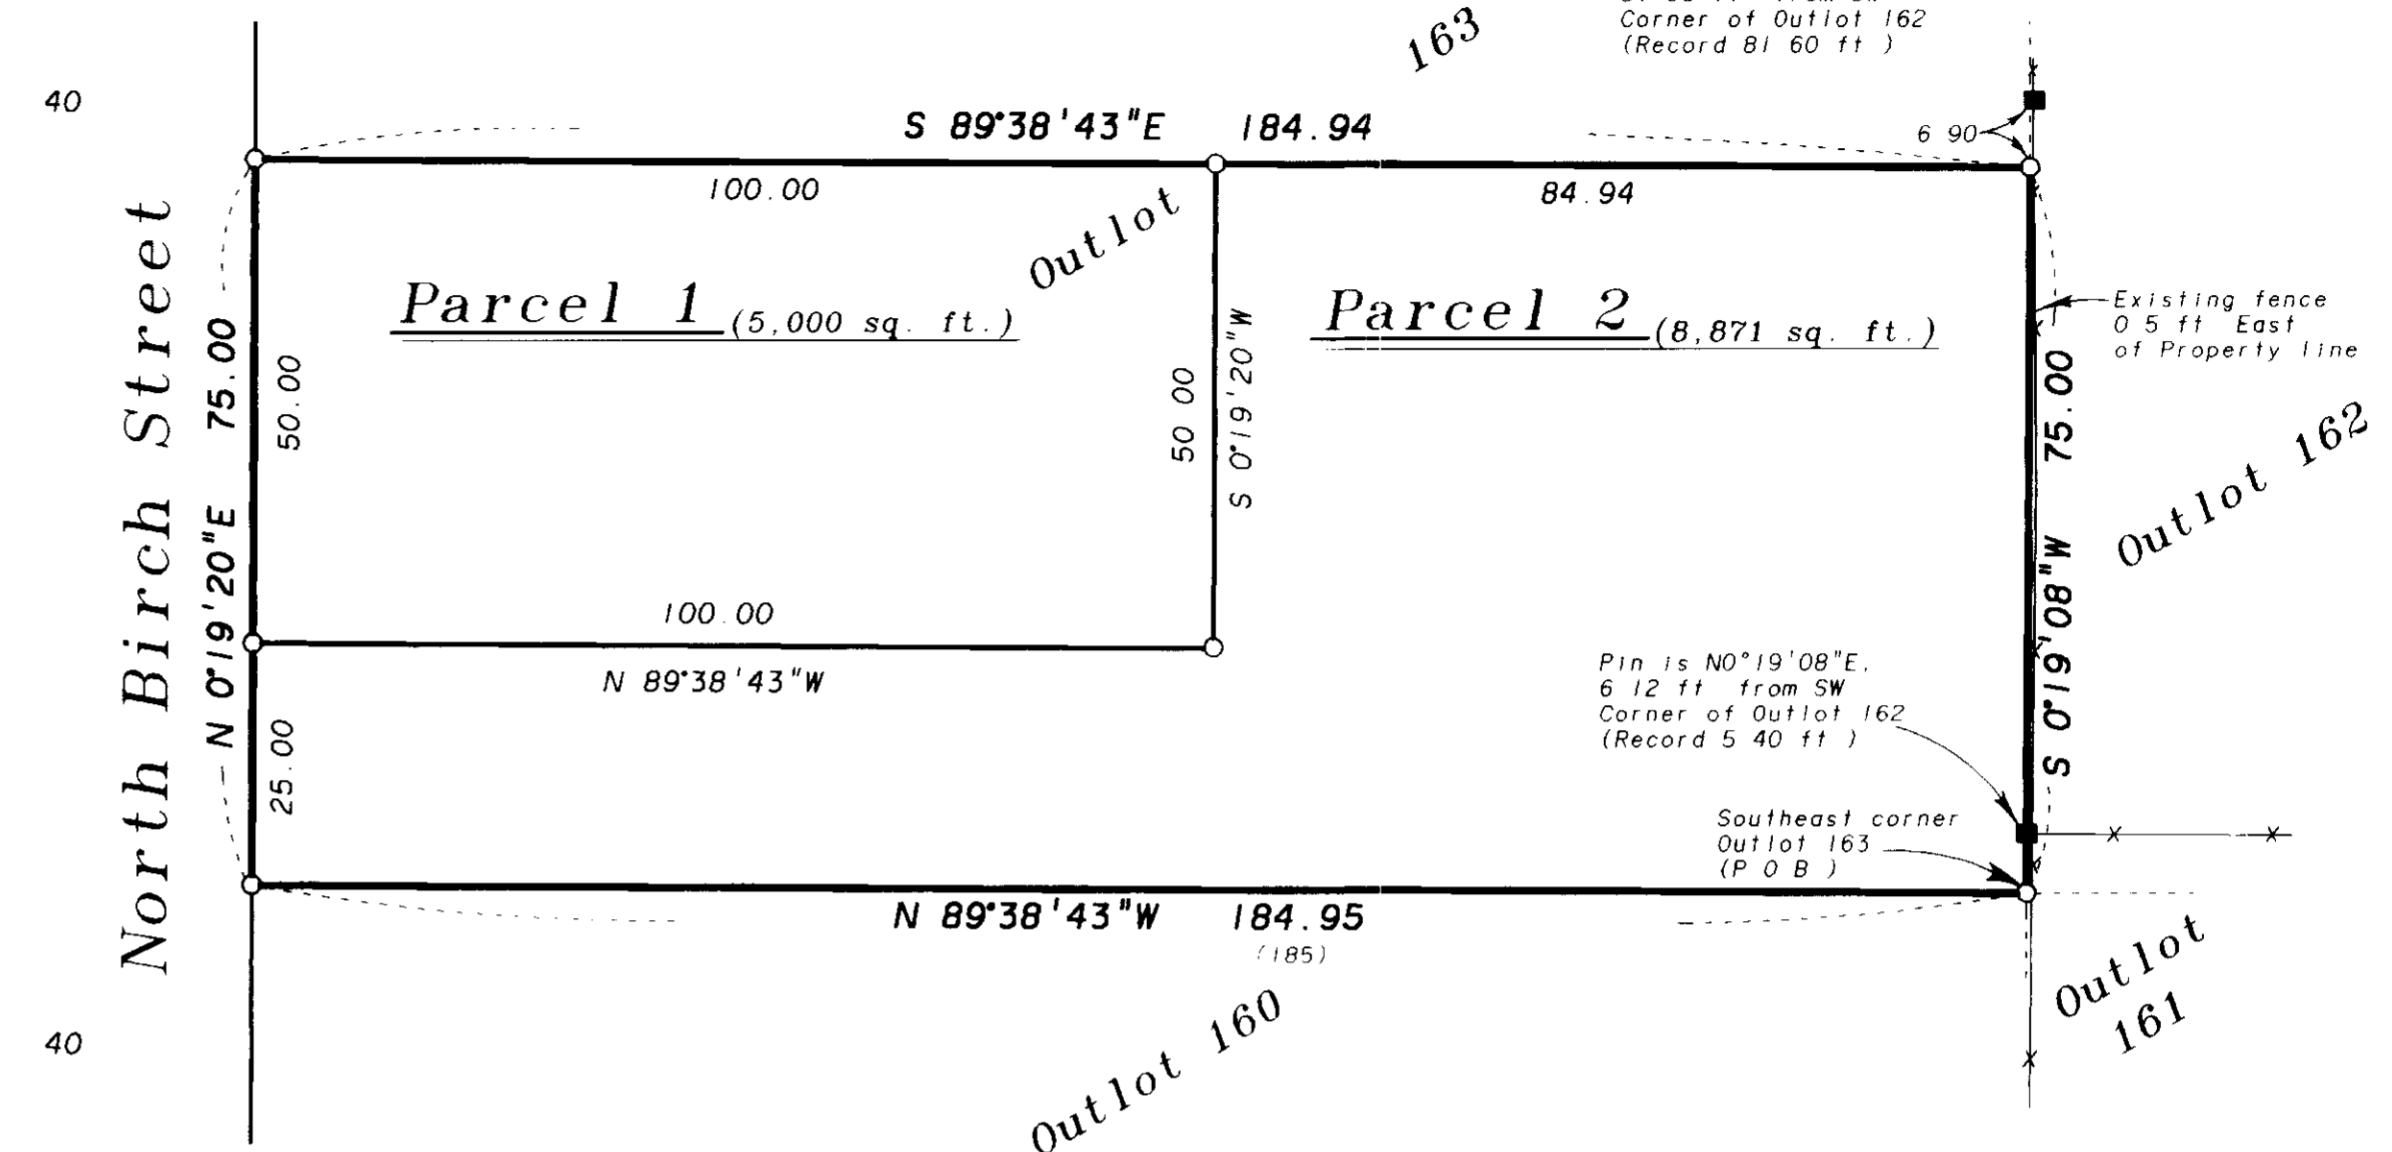 Corner of Outlot 162
(Record 81 60 ft )
163
40
S 89°38'43"E 184.94
6 90
100.00
84.94
Outlot
Parcel 1 (5,000 sq. ft.)
Parcel 2 (8,871 sq. ft.)
Existing fence
0 5 ft East
of Property line
North Birch Street
N 0°19'20"E 75.00
50.00
50 00
S 0°19'20"W
S 0°19'08"W 75.00
Outlot 162
100.00
N 89°38'43"W
25.00
Pin is N0°19'08"E,
6 12 ft from SW
Corner of Outlot 162
(Record 5 40 ft )
Southeast corner
Outlot 163
(P O B )
N 89°38'43"W 184.95
(185)
Outlot
161
Outlot 160
40